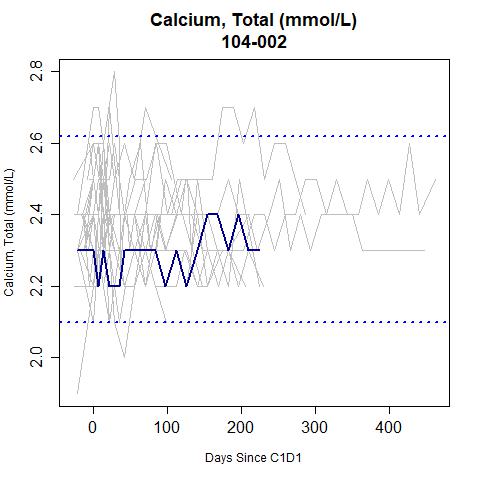 Calcium, Total (mmol/L)
104-002
Calcium, Total (mmol/L)
2.8
2.6
2.4
2.2
2.0
0 100 200 300 400
Days Since C1D1